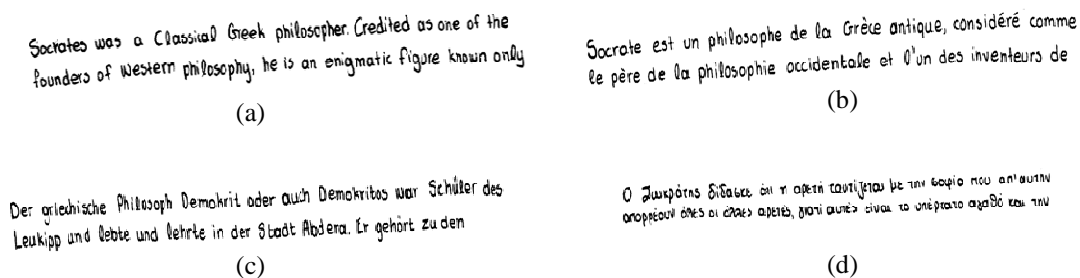 Socrates was a Classical Greek philosopher. Credited as one of the
founders of Western philosophy, he is an enigmatic figure known only
(a)
Socrate est un philosophe de la Grèce antique, considéré comme
le père de la philosophie occidentale et l'un des inventeurs de
(b)
Der griechische Philosoph Demokrit oder auch Demokritos war Schüler des
Leukipp und lebte und lehrte in der Stadt Abdera. Er gehört zu den
(c)
Ο Σωκράτης δίδασκε ότι η αρετή ταυτίζεται με την σοφία που απ'αυτήν
απορρέουν όλες οι άλλες αρετές, γιατί αυτές είναι το υπέρτατο αγαθό και την
(d)